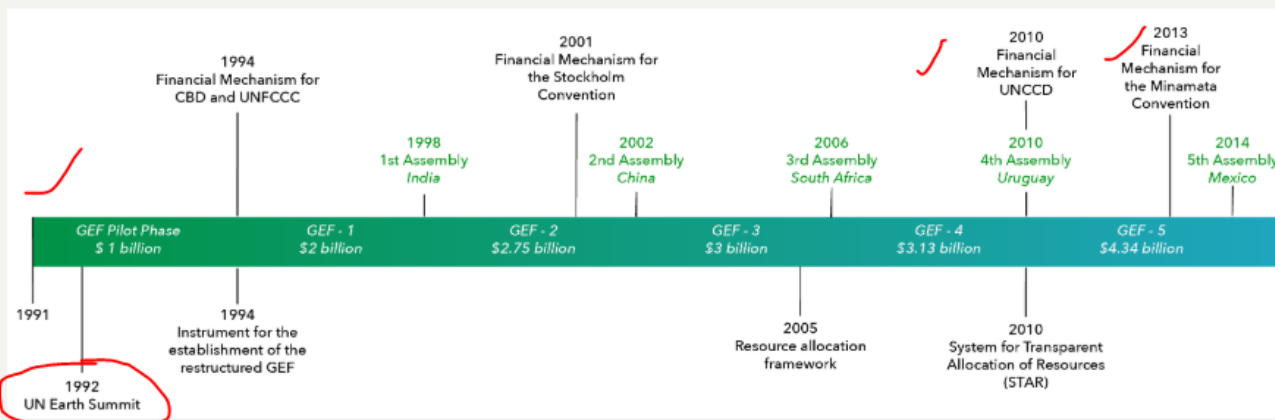 1994
Financial Mechanism for
CBD and UNFCCC
2001
Financial Mechanism for
the Stockholm
Convention
2010
Financial
Mechanism for
UNCCD
2013
Financial
Mechanism for
the Minamata
Convention
1998
1st Assembly
India
2002
2nd Assembly
China
2006
3rd Assembly
South Africa
2010
4th Assembly
Uruguay
2014
5th Assembly
Mexico
GEF Pilot Phase
$ 1 billion
GEF - 1
$2 billion
GEF - 2
$2.75 billion
GEF - 3
$3 billion
GEF - 4
$3.13 billion
GEF - 5
$4.34 billion
1991
1992
UN Earth Summit
1994
Instrument for the
establishment of the
restructured GEF
2005
Resource allocation
framework
2010
System for Transparent
Allocation of Resources
(STAR)